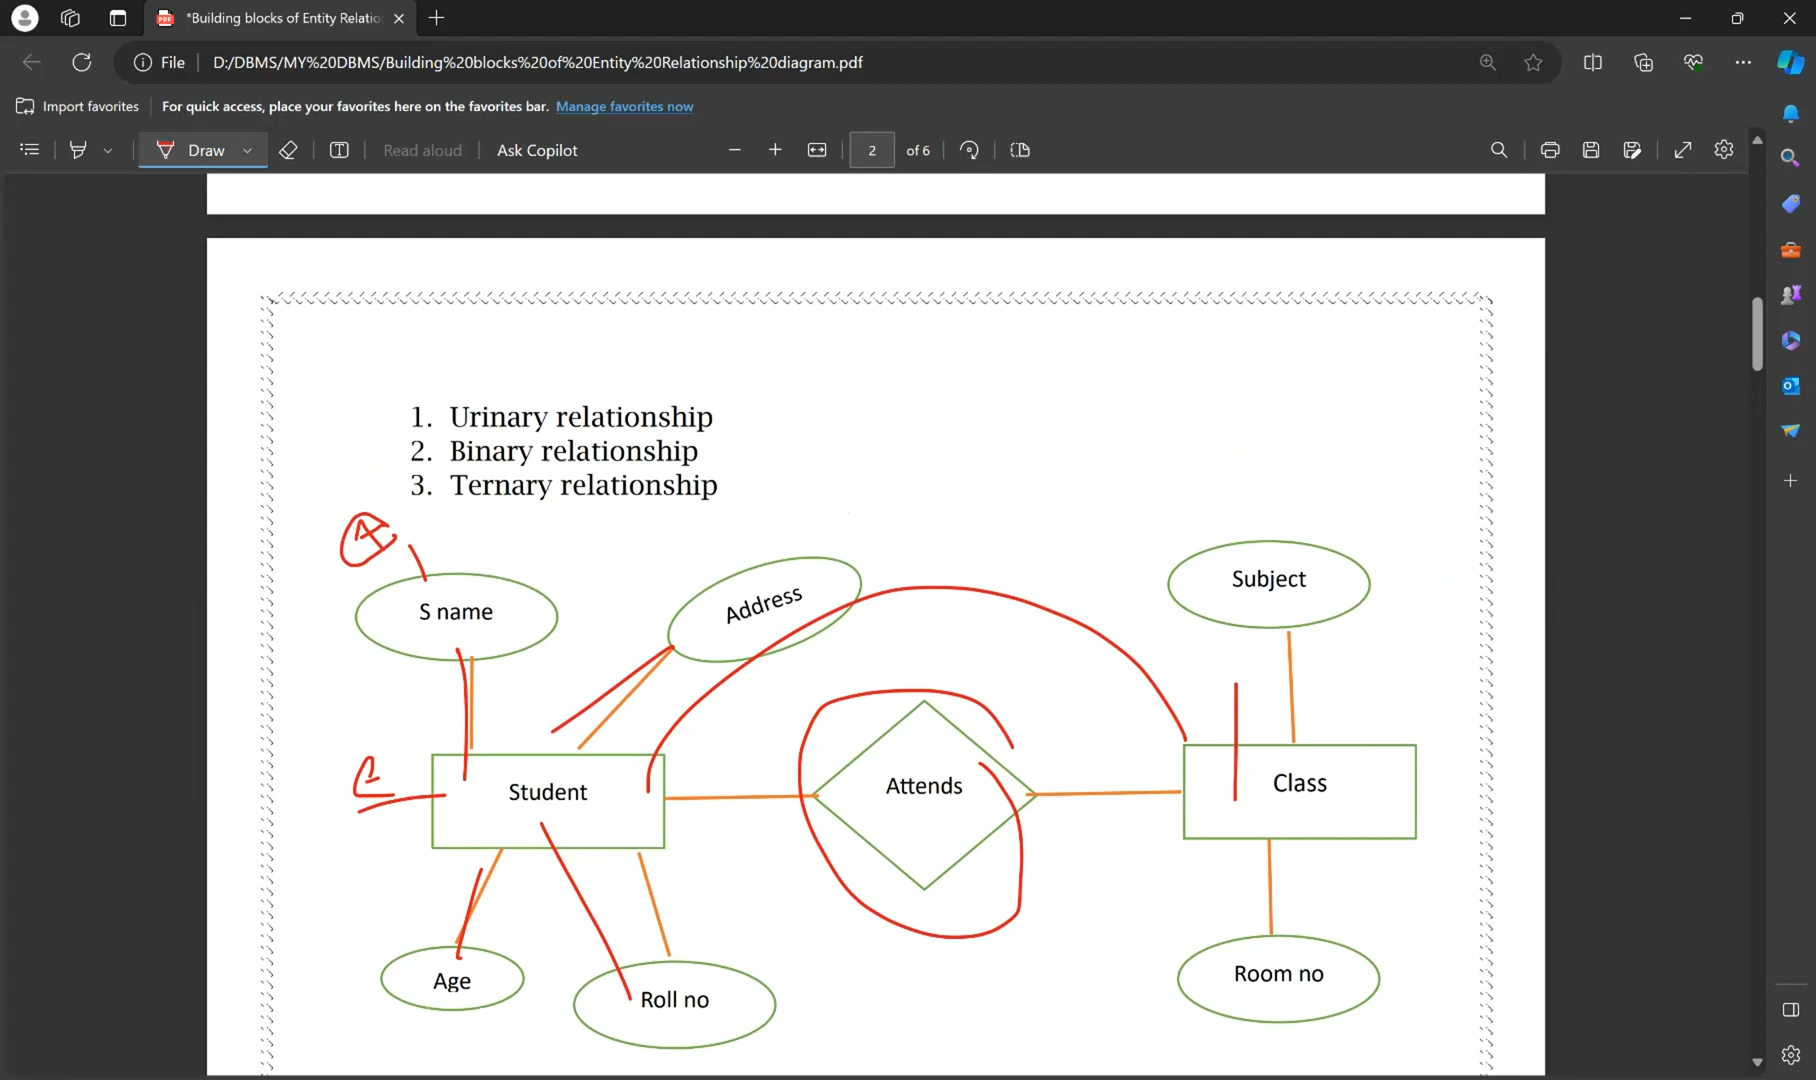 *Building blocks of Entity Relatio
File
D:/DBMS/MY%20DBMS/Building%20blocks%20of%20Entity%20Relationship%20diagram.pdf
Import favorites
For quick access, place your favorites here on the favorites bar. Manage favorites now
Draw
Read aloud
Ask Copilot
2 of 6
1. Urinary relationship
2. Binary relationship
3. Ternary relationship
S name
Address
Subject
Student
Attends
Class
Age
Roll no
Room no